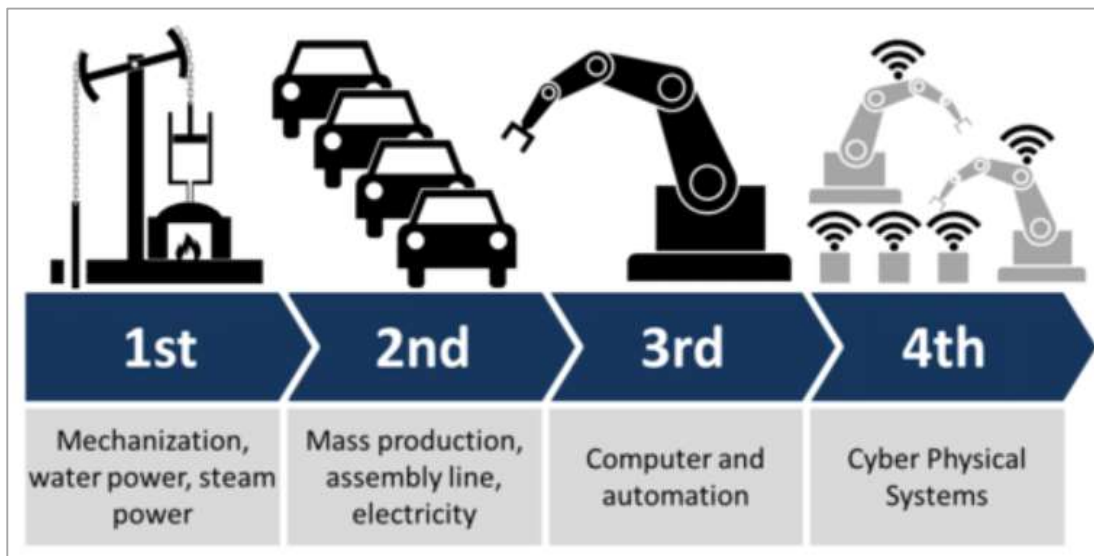 1st
2nd
3rd
4th
Mechanization,
water power, steam
power
Mass production,
assembly line,
electricity
Computer and
automation
Cyber Physical
Systems